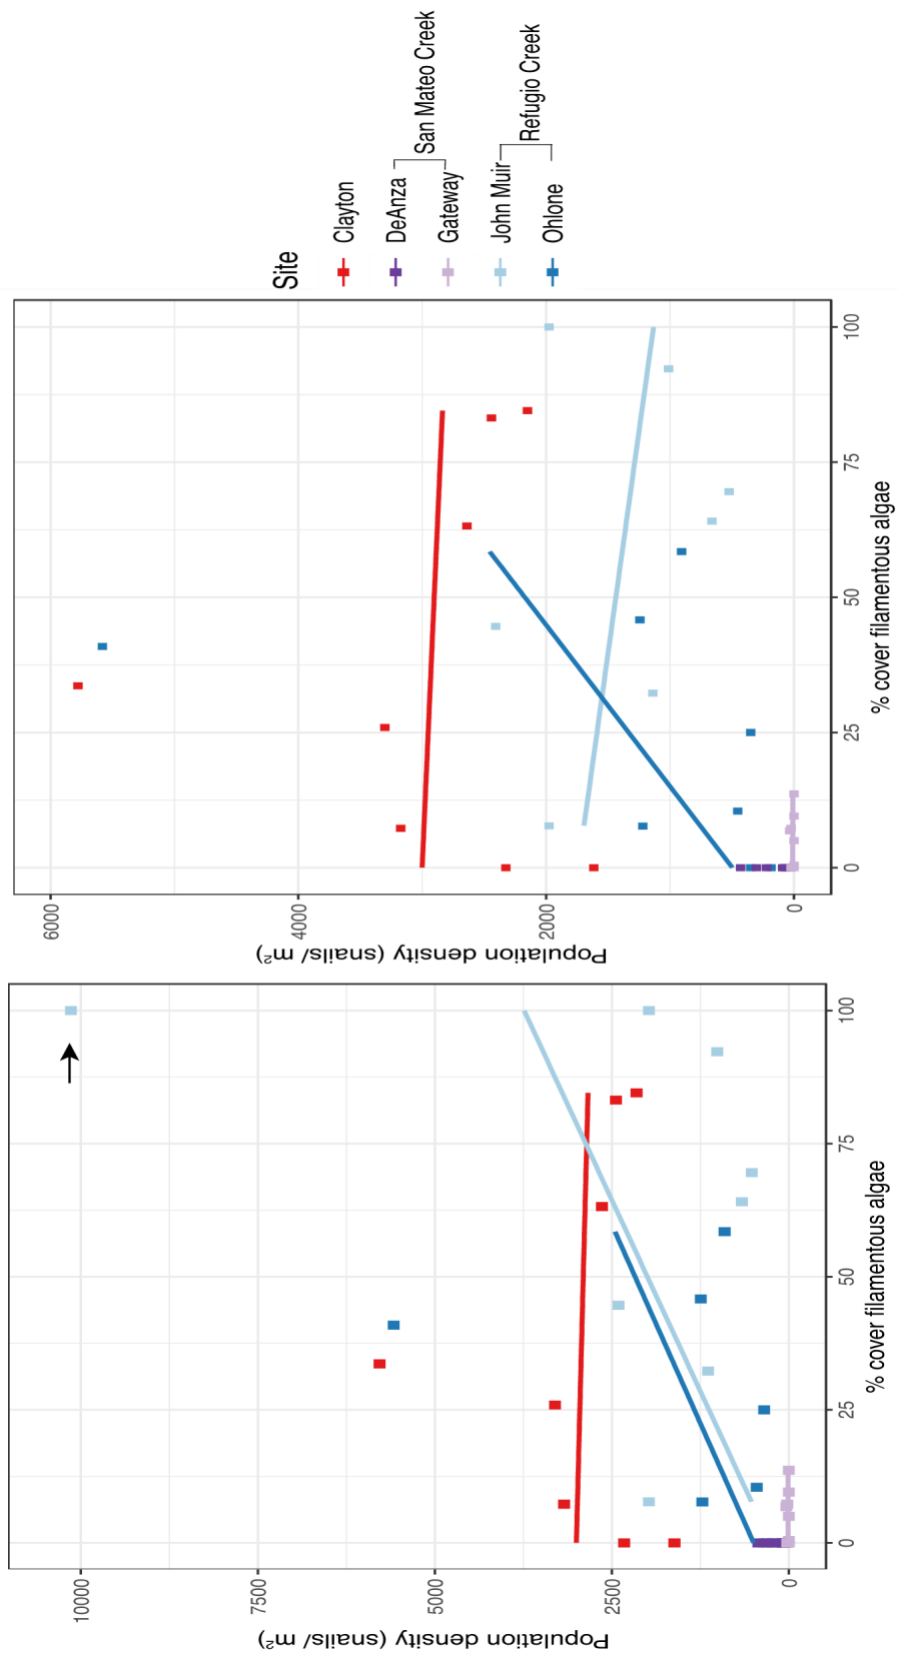 Population density (snails/ m²)
10000
7500
5000
2500
0
0
25
50
75
100
% cover filamentous algae
Population density (snails/ m²)
6000
4000
2000
0
0
25
50
75
100
% cover filamentous algae
Site
Clayton
DeAnza
Gateway
San Mateo Creek
John Muir
Ohlone
Refugio Creek